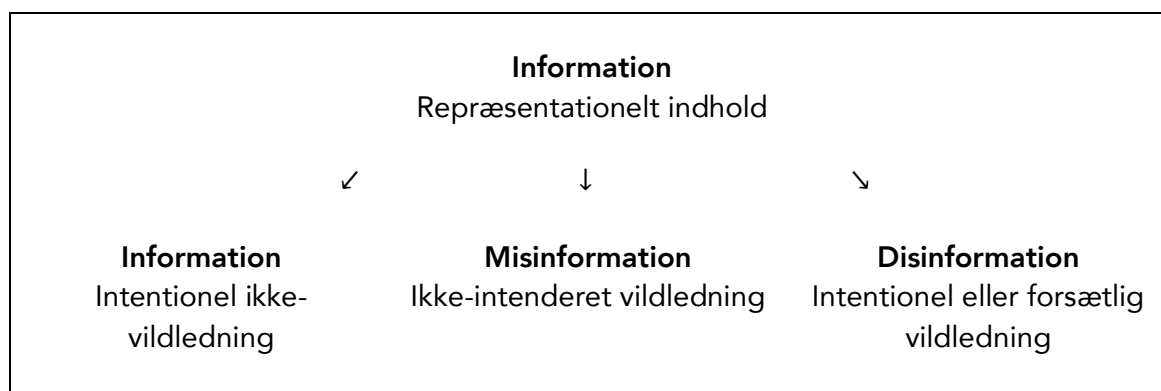 Information
Repræsentationelt indhold
↙ ↓ ↘
Information Misinformation Disinformation
Intentionel ikke- Ikke-intenderet vildledning Intentionel eller forsætlig
vildledning vildledning